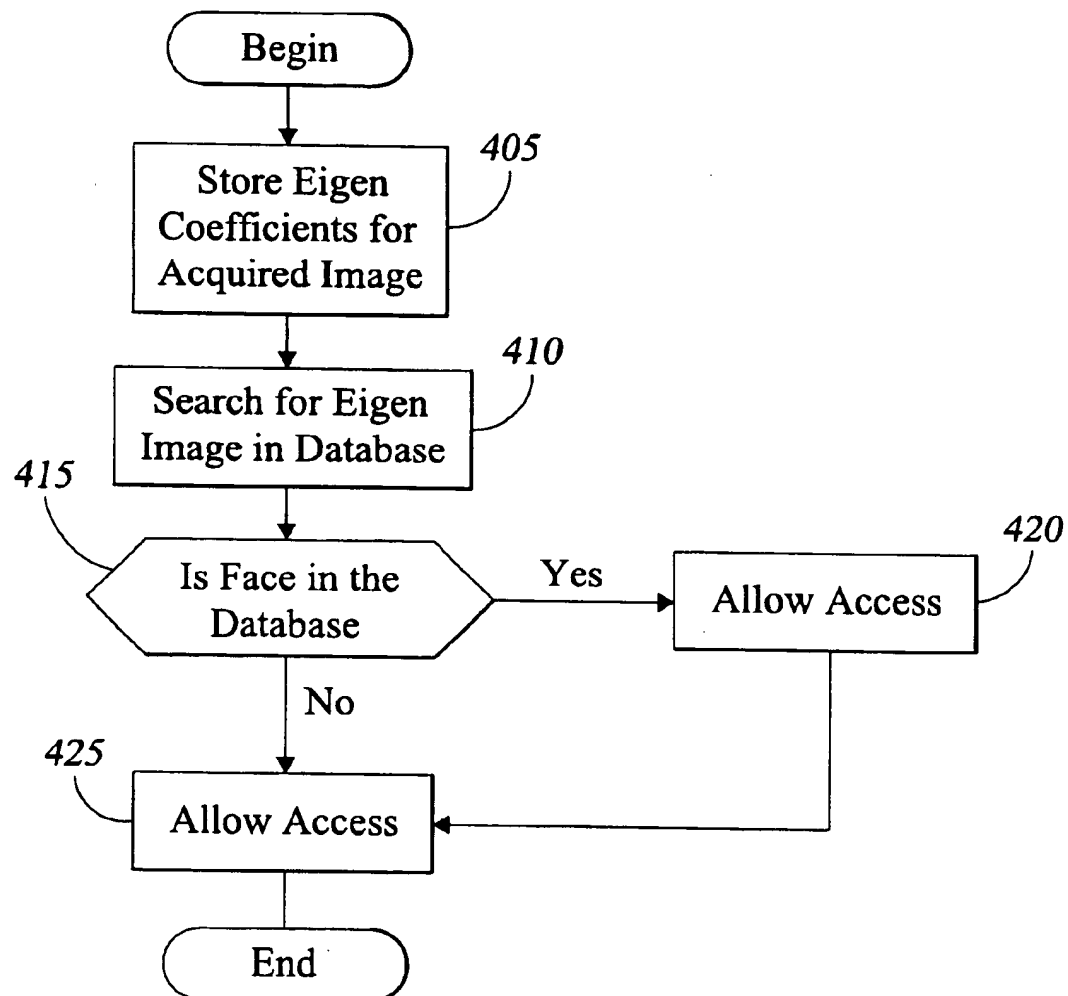 Begin
405
Store Eigen
Coefficients for
Acquired Image
410
Search for Eigen
Image in Database
415
Is Face in the
Database
Yes
420
Allow Access
No
425
Allow Access
End